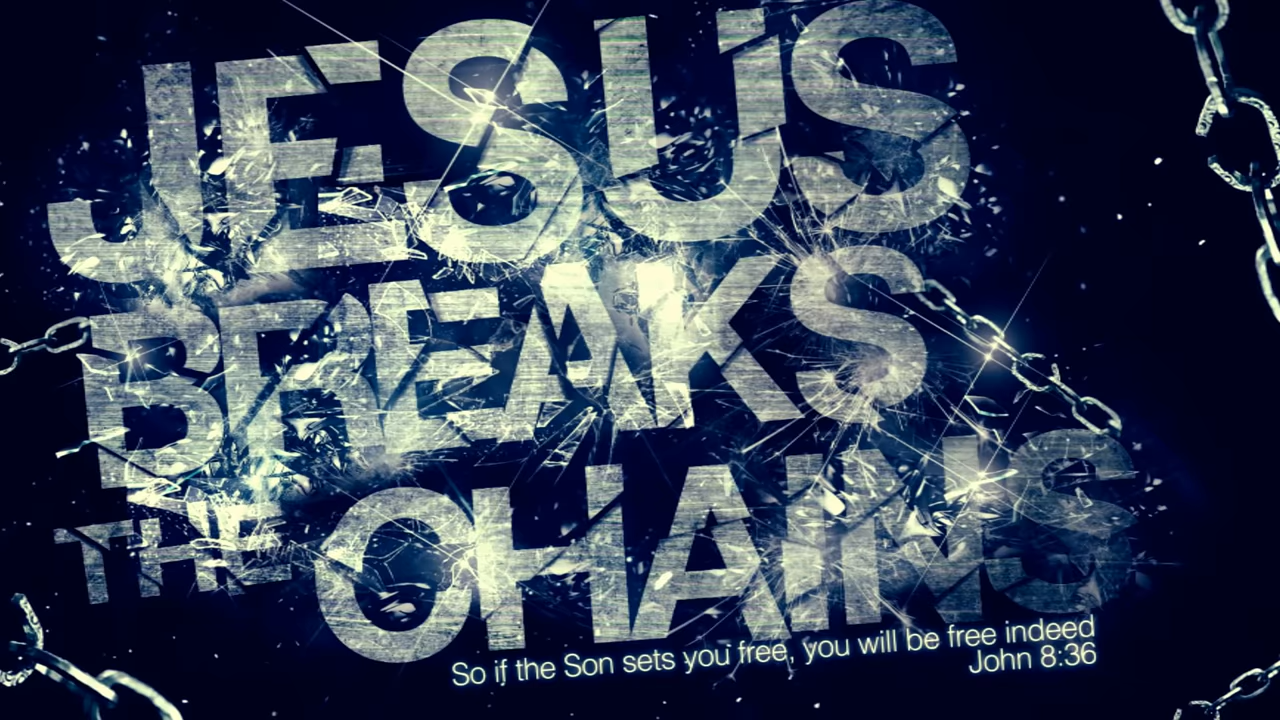 JESUS
BREAKS
THE CHAINS
So if the Son sets you free, you will be free indeed
John 8:36